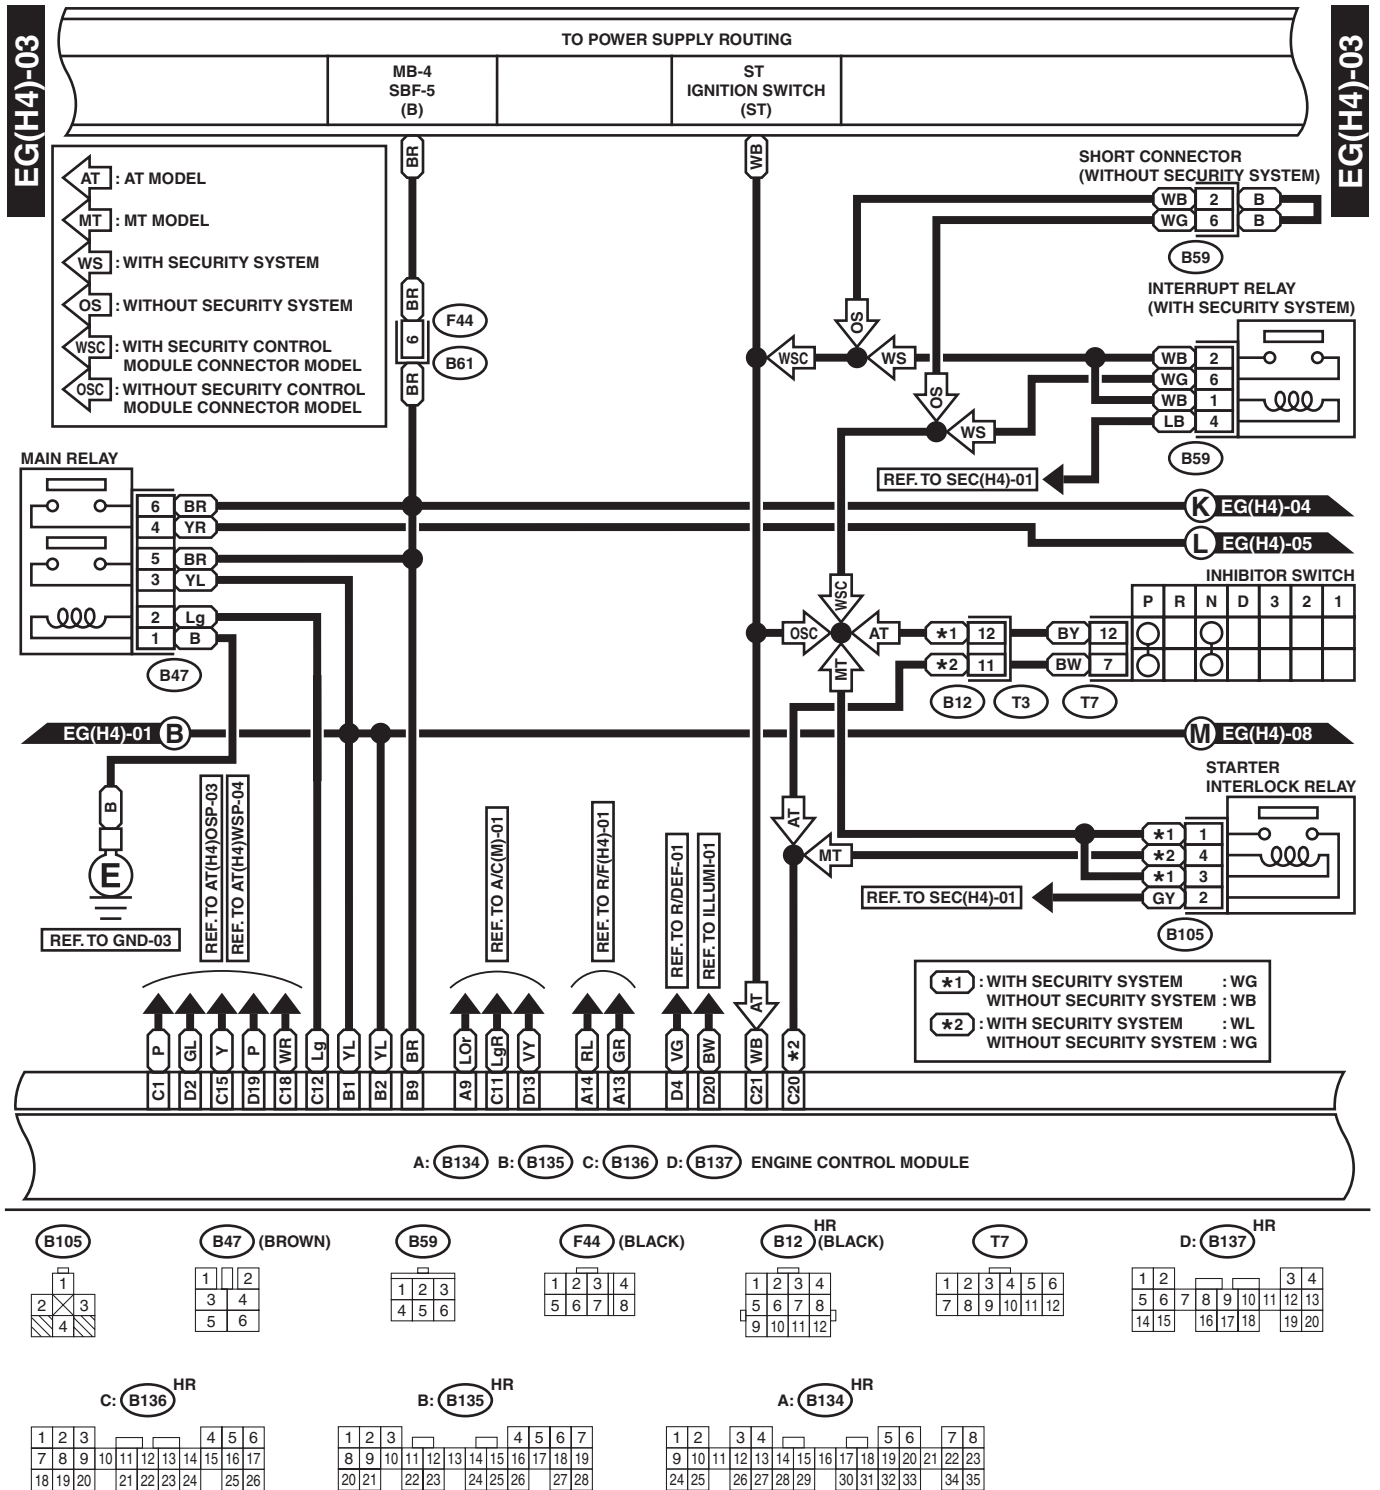 EG(H4)-03
EG(H4)-03
TO POWER SUPPLY ROUTING
MB-4
SBF-5
(B)
ST
IGNITION SWITCH
(ST)
BR
WB
AT : AT MODEL
MT : MT MODEL
WS : WITH SECURITY SYSTEM
OS : WITHOUT SECURITY SYSTEM
WSC : WITH SECURITY CONTROL
MODULE CONNECTOR MODEL
OSC : WITHOUT SECURITY CONTROL
MODULE CONNECTOR MODEL
SHORT CONNECTOR
(WITHOUT SECURITY SYSTEM)
WB 2 B
WG 6 B
B59
BR
6
F44
B61
BR
INTERRUPT RELAY
(WITH SECURITY SYSTEM)
OS
WSC WS
WB 2
WG 6
WB 1
LB 4
OS
WS
B59
REF. TO SEC(H4)-01
MAIN RELAY
6 BR
4 YR
5 BR
3 YL
2 Lg
1 B
B47
K EG(H4)-04
L EG(H4)-05
INHIBITOR SWITCH
P R N D 3 2 1
WSC
OSC AT *1 12 BY 12
MT *2 11 BW 7
B12 T3 T7
EG(H4)-01 B
M EG(H4)-08
B
E
REF. TO GND-03
REF. TO AT(H4)OSP-03
REF. TO AT(H4)WSP-04
REF. TO A/C(M)-01
REF. TO R/F(H4)-01
REF. TO R/DEF-01
REF. TO ILLUMI-01
STARTER
INTERLOCK RELAY
AT
MT
*1 1
*2 4
*1 3
GY 2
REF. TO SEC(H4)-01
B105
*1 : WITH SECURITY SYSTEM : WG
WITHOUT SECURITY SYSTEM : WB
*2 : WITH SECURITY SYSTEM : WL
WITHOUT SECURITY SYSTEM : WG
AT
P GL Y P WR Lg YL YL BR LOr LgR VY RL GR VG BW WB *2
C1 D2 C15 D19 C18 C12 B1 B2 B9 A9 C11 D13 A14 A13 D4 D20 C21 C20
A: B134 B: B135 C: B136 D: B137 ENGINE CONTROL MODULE
B105
1
2 3
4
B47 (BROWN)
1 2
3 4
5 6
B59
1 2 3
4 5 6
F44 (BLACK)
1 2 3 4
5 6 7 8
B12 HR (BLACK)
1 2 3 4
5 6 7 8
9 10 11 12
T7
1 2 3 4 5 6
7 8 9 10 11 12
D: B137 HR
1 2 3 4
5 6 7 8 9 10 11 12 13
14 15 16 17 18 19 20
C: B136 HR
1 2 3 4 5 6
7 8 9 10 11 12 13 14 15 16 17
18 19 20 21 22 23 24 25 26
B: B135 HR
1 2 3 4 5 6 7
8 9 10 11 12 13 14 15 16 17 18 19
20 21 22 23 24 25 26 27 28
A: B134 HR
1 2 3 4 5 6 7 8
9 10 11 12 13 14 15 16 17 18 19 20 21 22 23
24 25 26 27 28 29 30 31 32 33 34 35